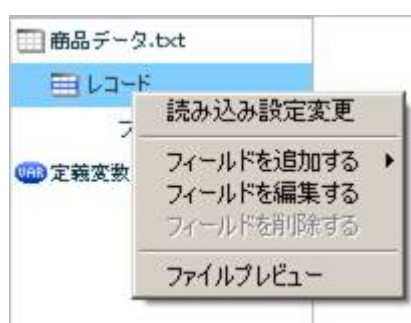 商品データ.txt
レコード
フ
VAR 定義変数
読み込み設定変更
フィールドを追加する
フィールドを編集する
フィールドを削除する
ファイルプレビュー